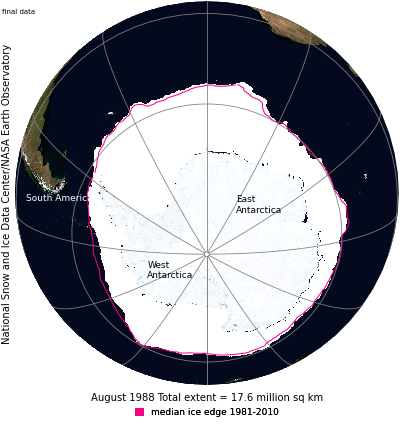 final data
National Snow and Ice Data Center/NASA Earth Observatory
South America
East
Antarctica
West
Antarctica
August 1988 Total extent = 17.6 million sq km
median ice edge 1981-2010